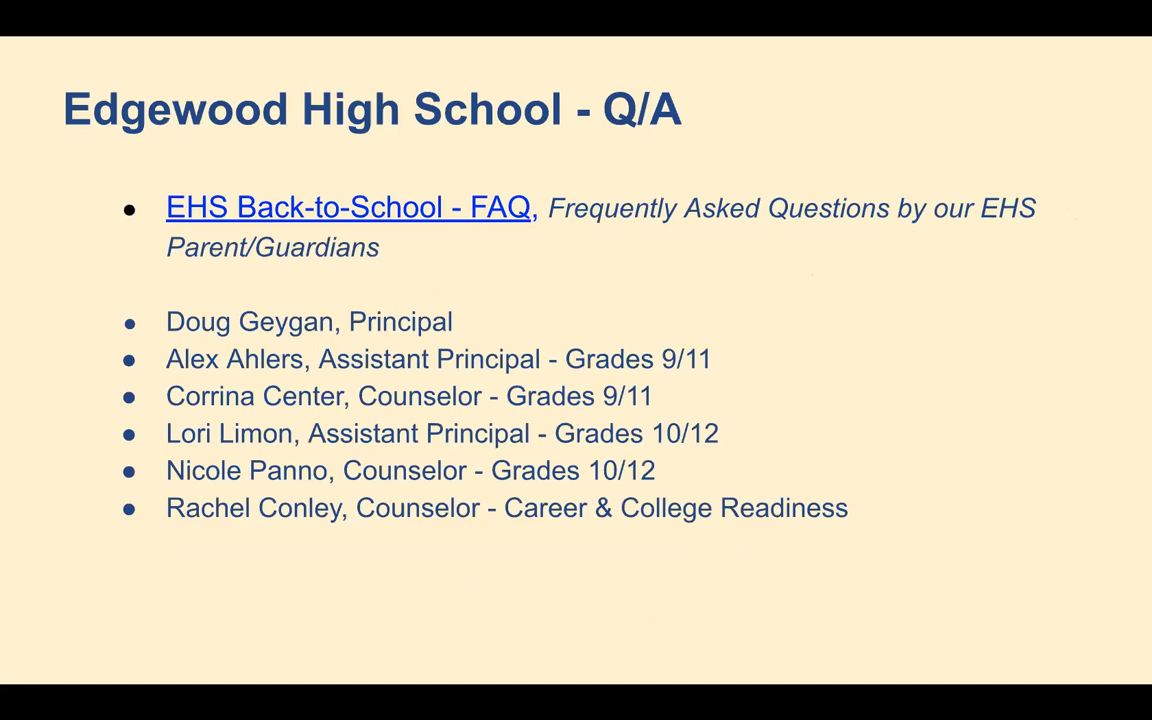 Edgewood High School - Q/A
● EHS Back-to-School - FAQ, Frequently Asked Questions by our EHS
Parent/Guardians
● Doug Geygan, Principal
● Alex Ahlers, Assistant Principal - Grades 9/11
● Corrina Center, Counselor - Grades 9/11
● Lori Limon, Assistant Principal - Grades 10/12
● Nicole Panno, Counselor - Grades 10/12
● Rachel Conley, Counselor - Career & College Readiness